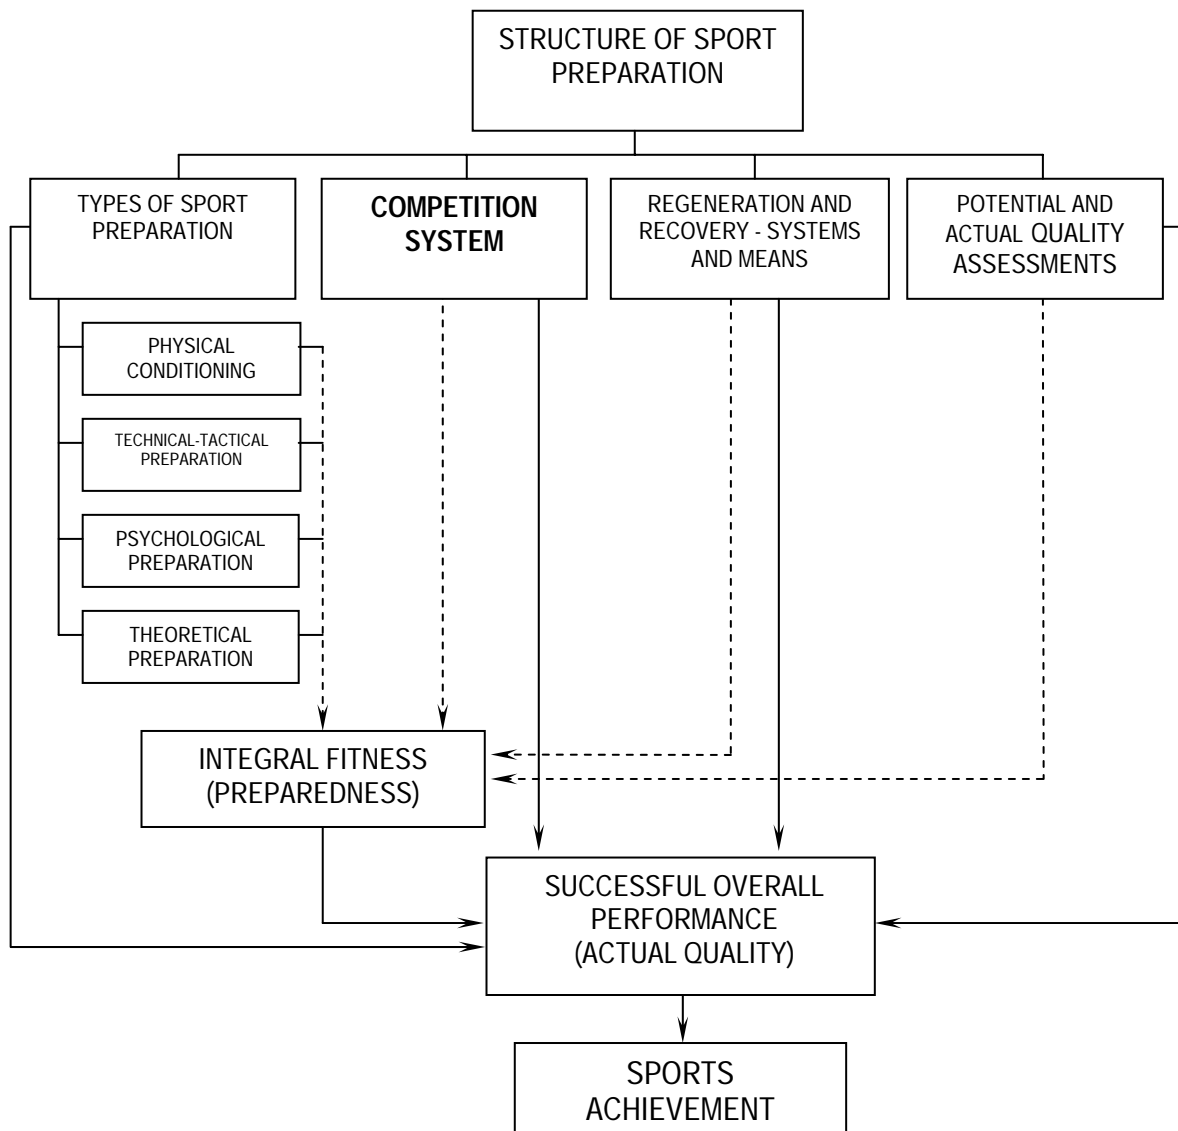 STRUCTURE OF SPORT
PREPARATION
TYPES OF SPORT
PREPARATION
COMPETITION
SYSTEM
REGENERATION AND
RECOVERY - SYSTEMS
AND MEANS
POTENTIAL AND
ACTUAL QUALITY
ASSESSMENTS
PHYSICAL
CONDITIONING
TECHNICAL-TACTICAL
PREPARATION
PSYCHOLOGICAL
PREPARATION
THEORETICAL
PREPARATION
INTEGRAL FITNESS
(PREPAREDNESS)
SUCCESSFUL OVERALL
PERFORMANCE
(ACTUAL QUALITY)
SPORTS
ACHIEVEMENT